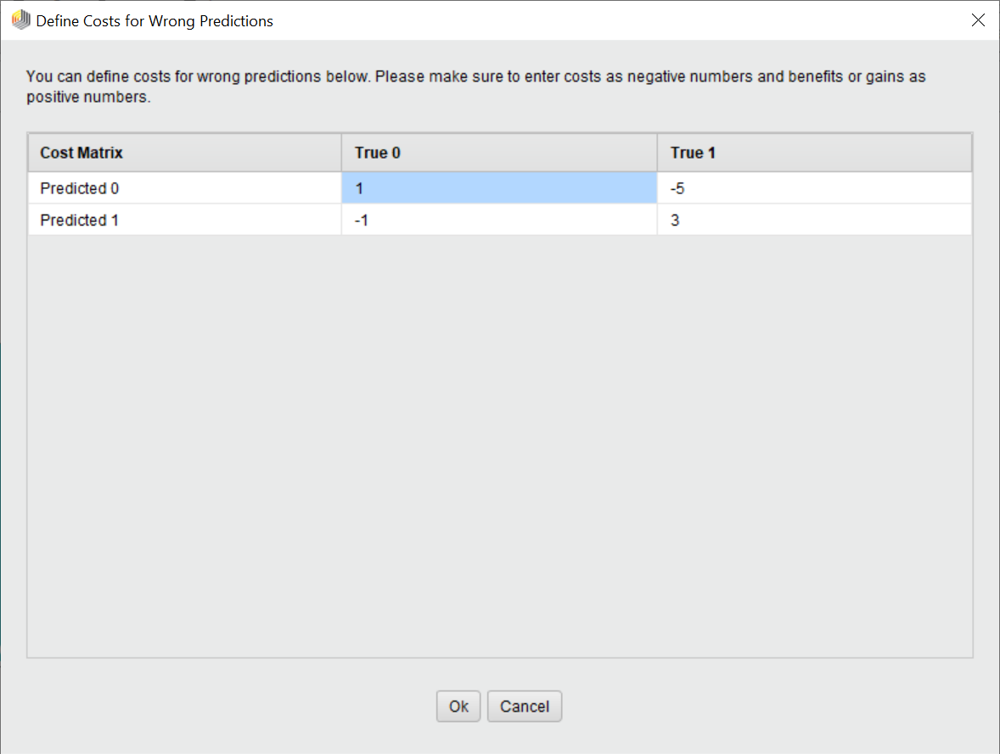 Define Costs for Wrong Predictions
You can define costs for wrong predictions below. Please make sure to enter costs as negative numbers and benefits or gains as
positive numbers.
Cost Matrix True 0 True 1
Predicted 0 1 -5
Predicted 1 -1 3
Ok Cancel